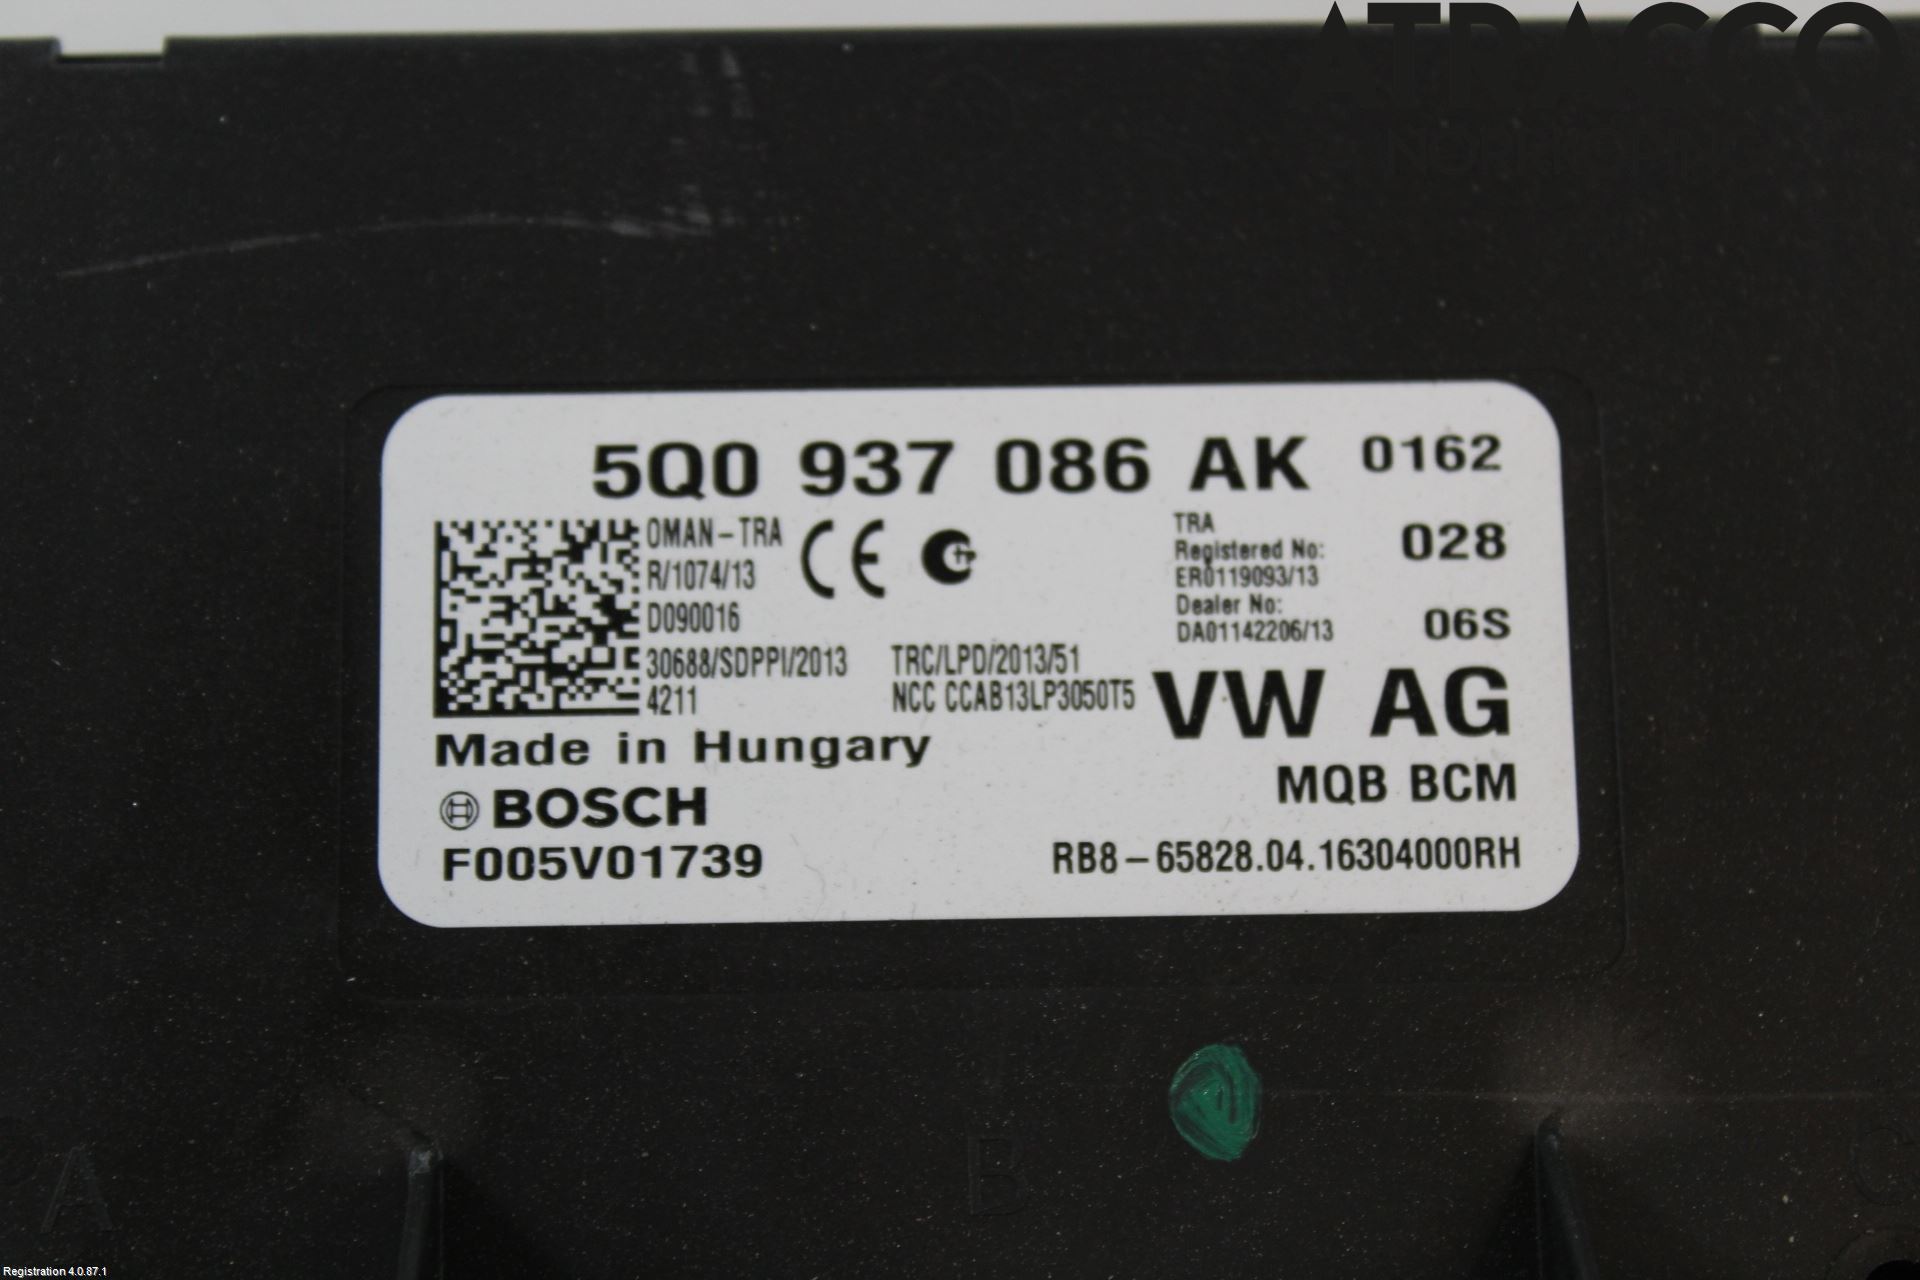 ATRACCO
5Q0 937 086 AK 0162
OMAN-TRA
R/1074/13
D090016
30688/SDPPI/2013
4211
CE
TRC/LPD/2013/51
NCC CCAB13LP3050T5
TRA
Registered No:
ER0119093/13
Dealer No:
DA01142206/13
028
06S
VW AG
MQB BCM
Made in Hungary
BOSCH
F005V01739
RB8-65828.04.16304000RH
A
B
C
Registration 4.0.87.1